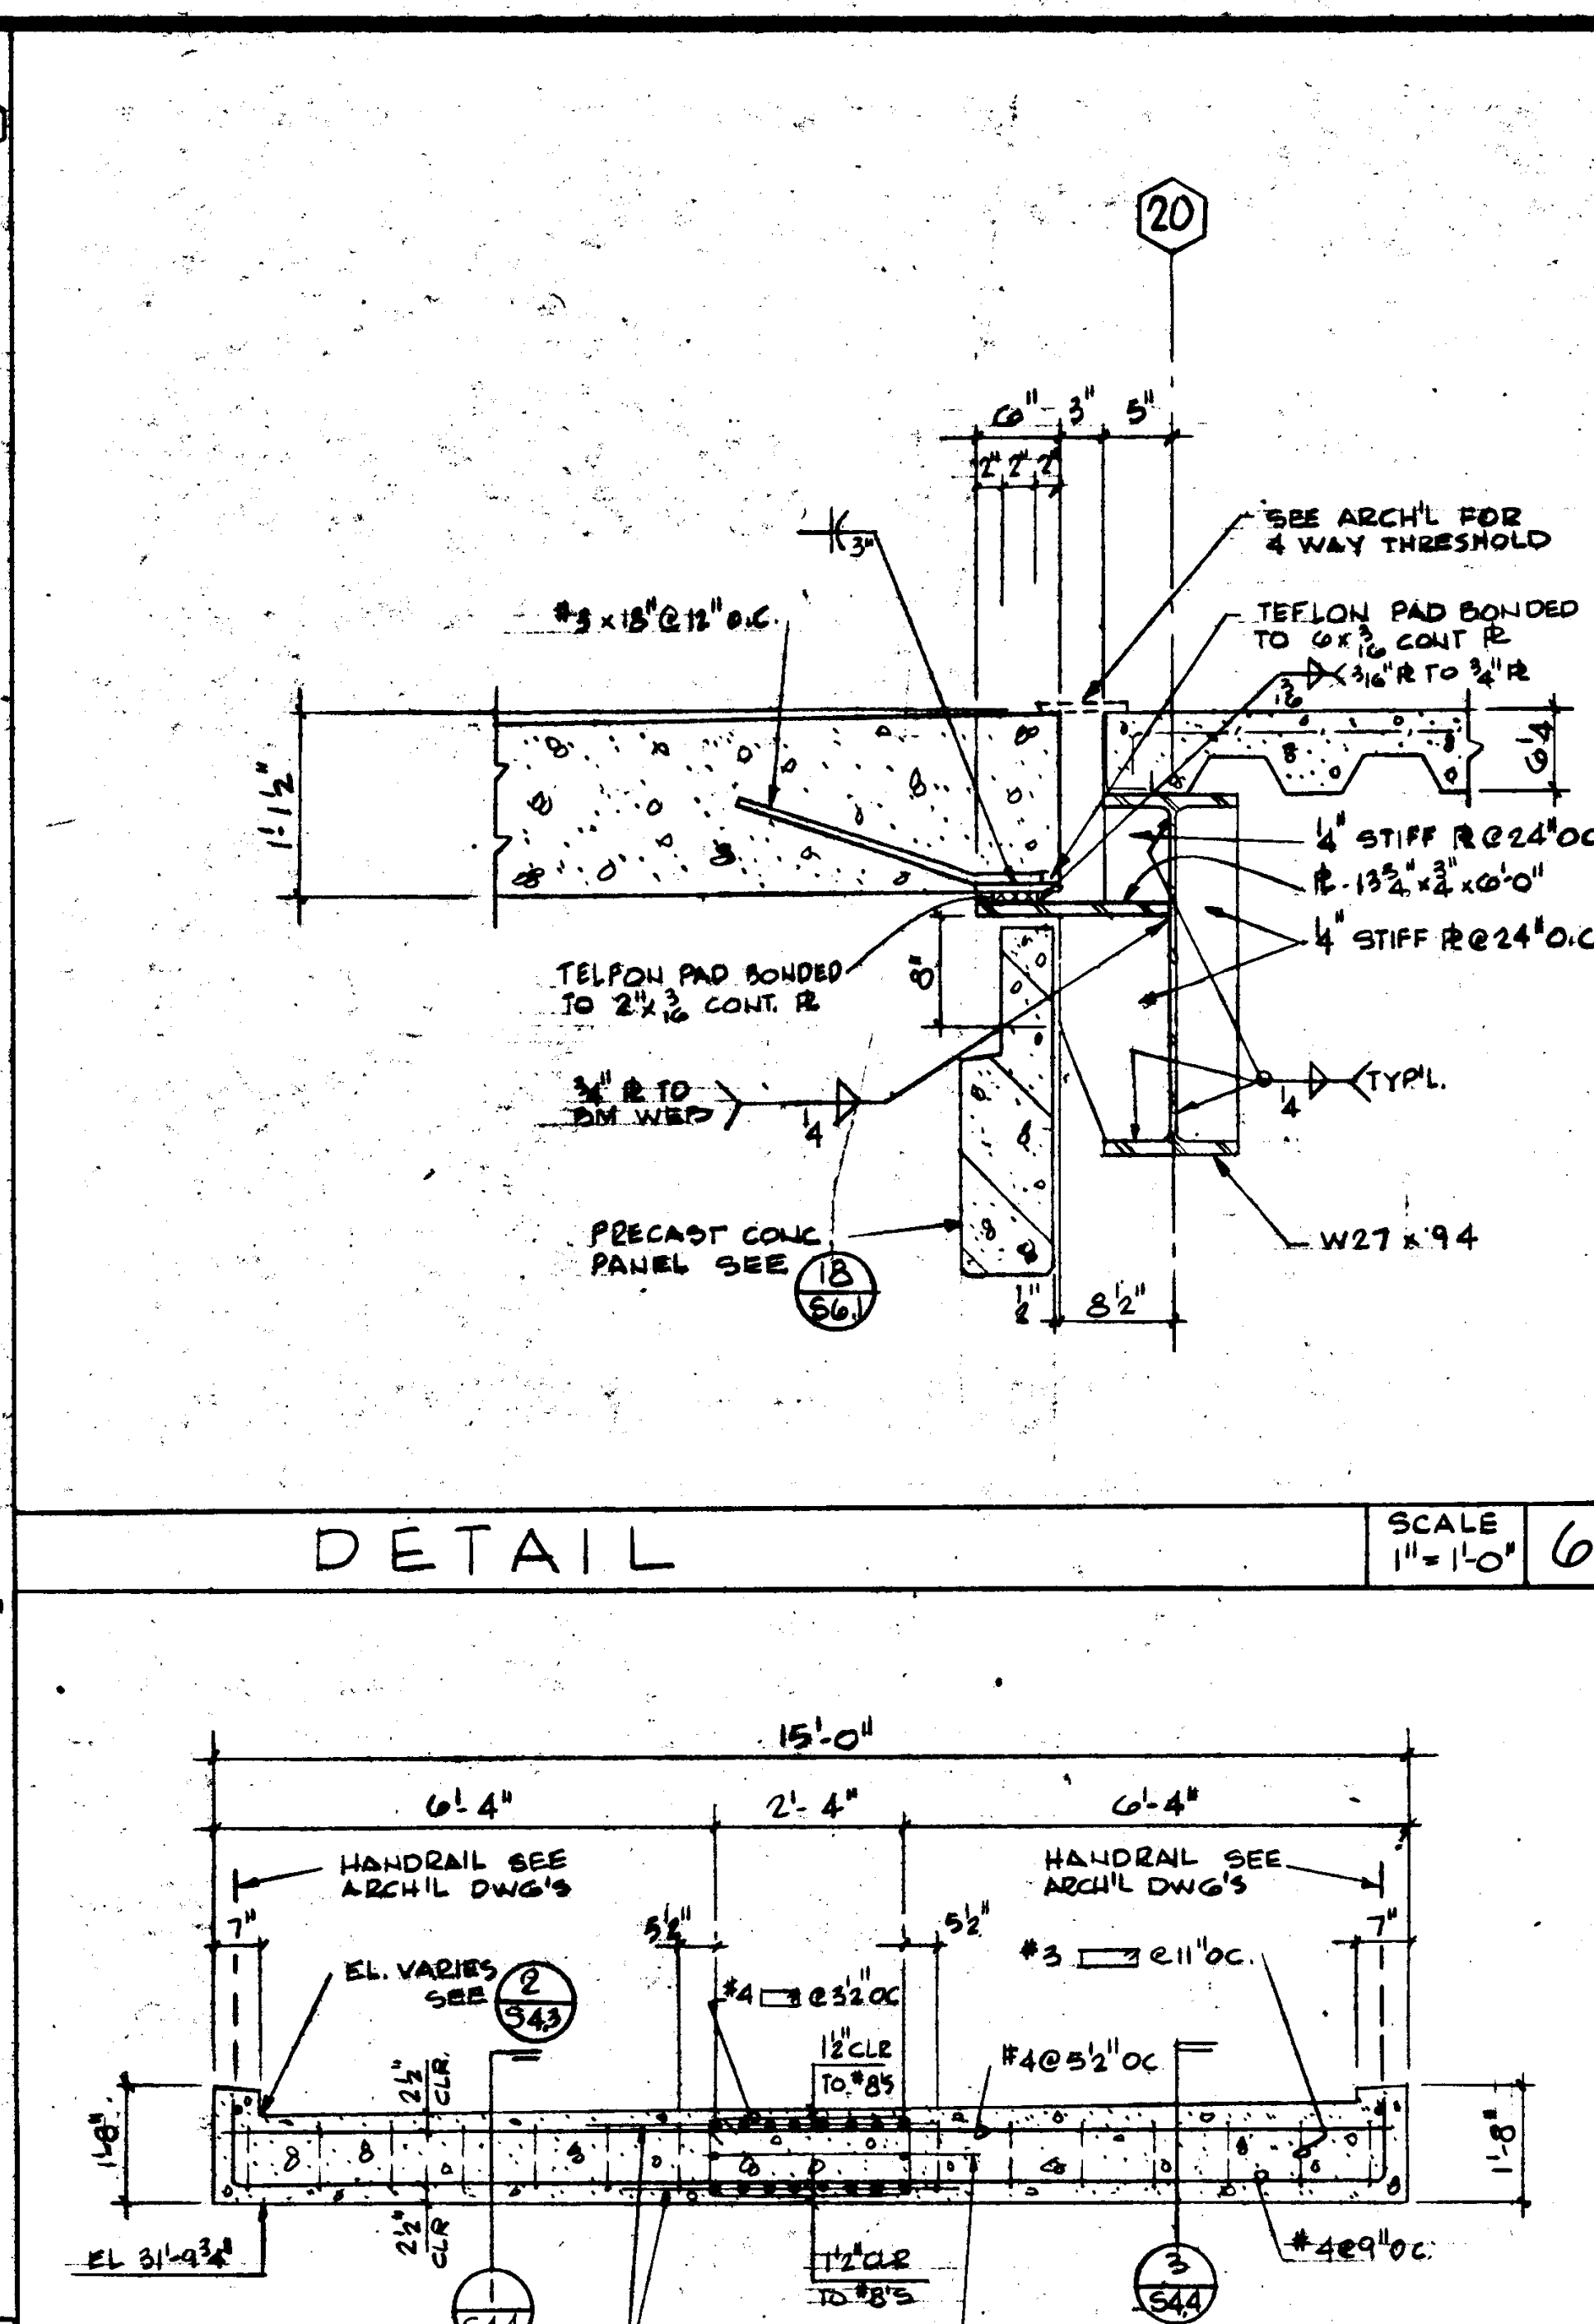 20
6" 3" 5"
2" 2" 2"
SEE ARCH'L FOR
4 WAY THRESHOLD
3"
#3 x 18" @ 12" O.C.
TEFLON PAD BONDED
TO 6 x 3/16 CONT PL
3/16 3/16" PL TO 3/4" PL
1'-1 1/2"
6 1/4
1/4" STIFF PL @ 24" OC
PL - 13 3/4" x 3/4 x 6'-0"
1/4" STIFF PL @ 24" O.C
TELFON PAD BONDED
TO 2" x 3/16 CONT. PL
8"
3/4" PL TO
BM WEB
1/4
1/4
TYP'L.
PRECAST CONC
PANEL SEE
18
S6.1
W27 x 94
1/2" 8 1/2"
DETAIL
SCALE
1" = 1'-0"
6
15'-0"
6'-4" 2'-4" 6'-4"
HANDRAIL SEE
ARCH'L DWG'S
HANDRAIL SEE
ARCH'L DWG'S
7" 5 1/2" 5 1/2" 7"
#3 @ 11" OC.
EL. VARIES
SEE
2
S4.3
#4 @ 3 1/2" OC
1 1/2" CLR
TO #8'S
#4 @ 5 1/2" OC
2 1/2"
CLR.
1'-8"
1'-8"
2 1/2"
CLR
EL 31'-9 3/4"
1 1/2" CLR
TO #8'S
3
S4.4
#4 @ 9" OC.